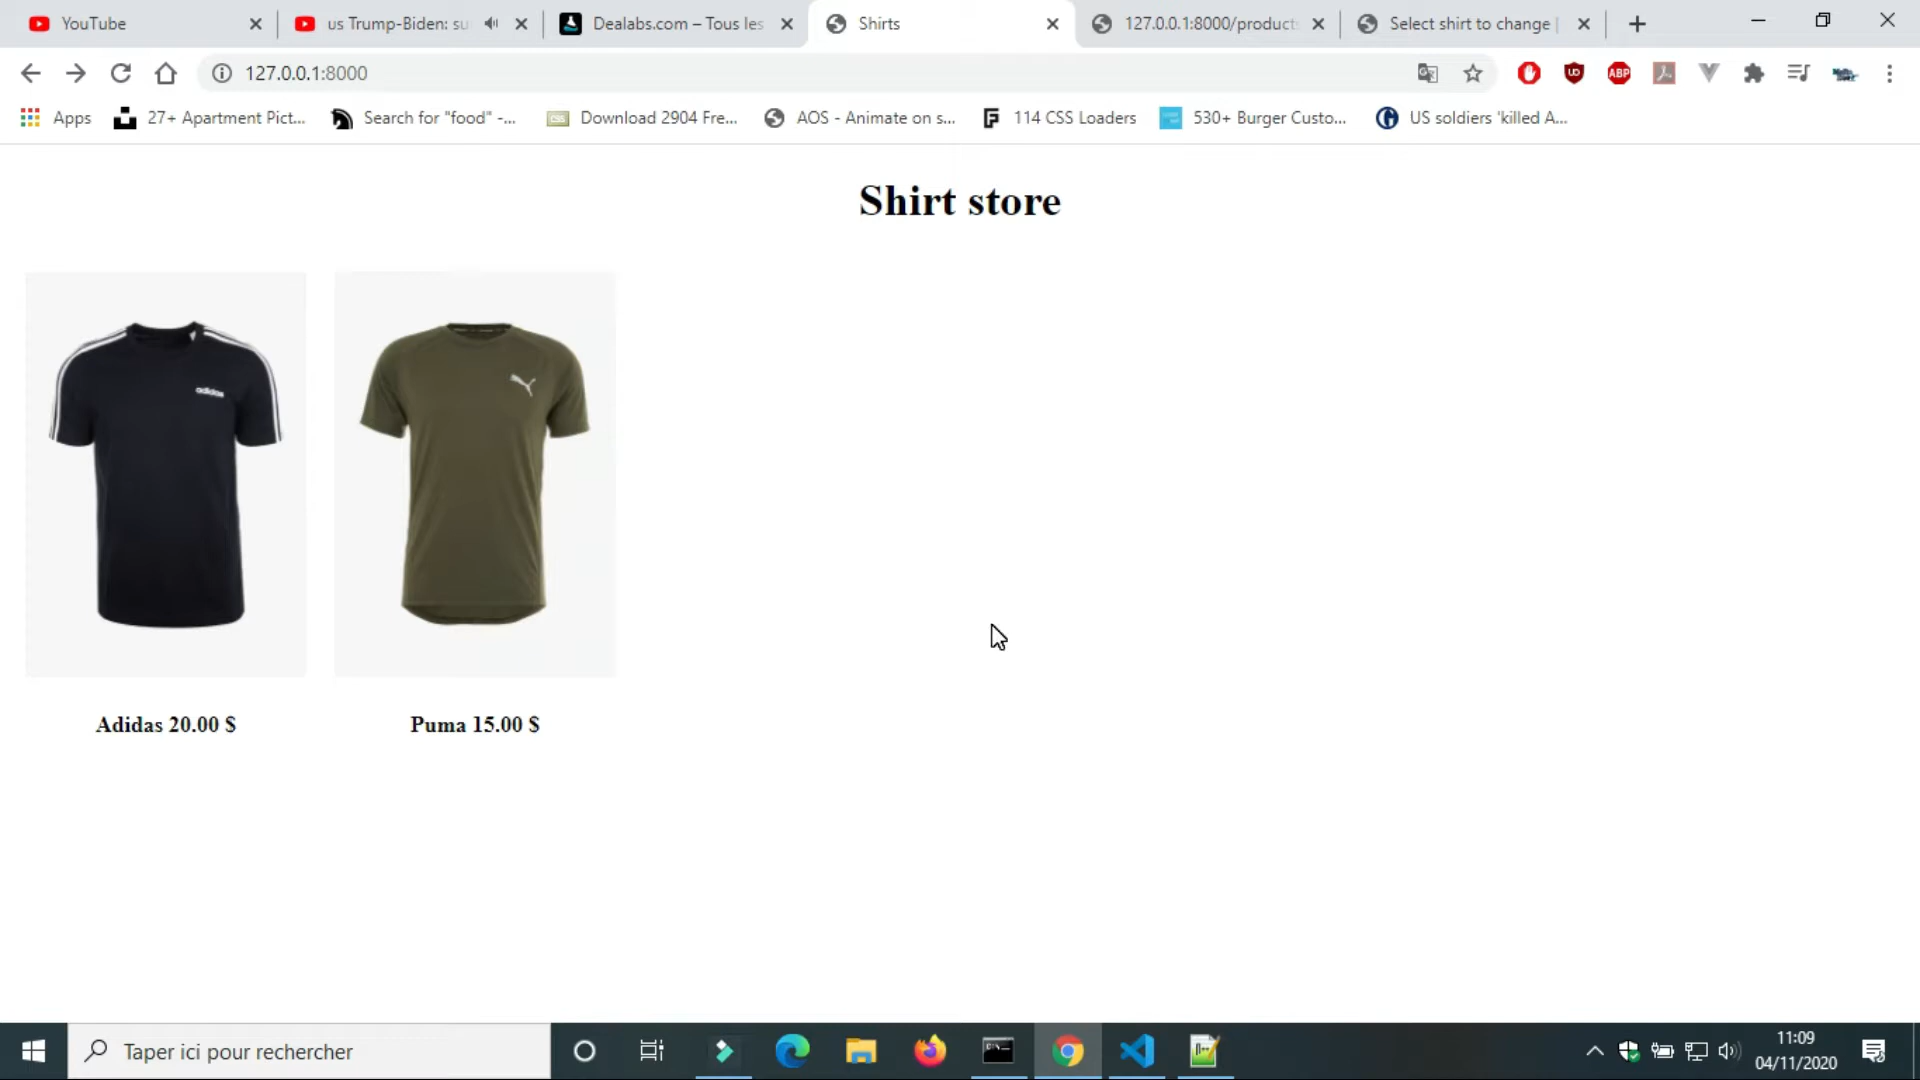 YouTube
us Trump-Biden: su
Dealabs.com – Tous les
Shirts
127.0.0.1:8000/product
Select shirt to change |
127.0.0.1:8000
ABP
Apps
27+ Apartment Pict...
Search for "food" -...
Download 2904 Fre...
AOS - Animate on s...
114 CSS Loaders
530+ Burger Custo...
US soldiers 'killed A...
Shirt store
adidas
Adidas 20.00 $
Puma 15.00 $
Taper ici pour rechercher
11:09
04/11/2020